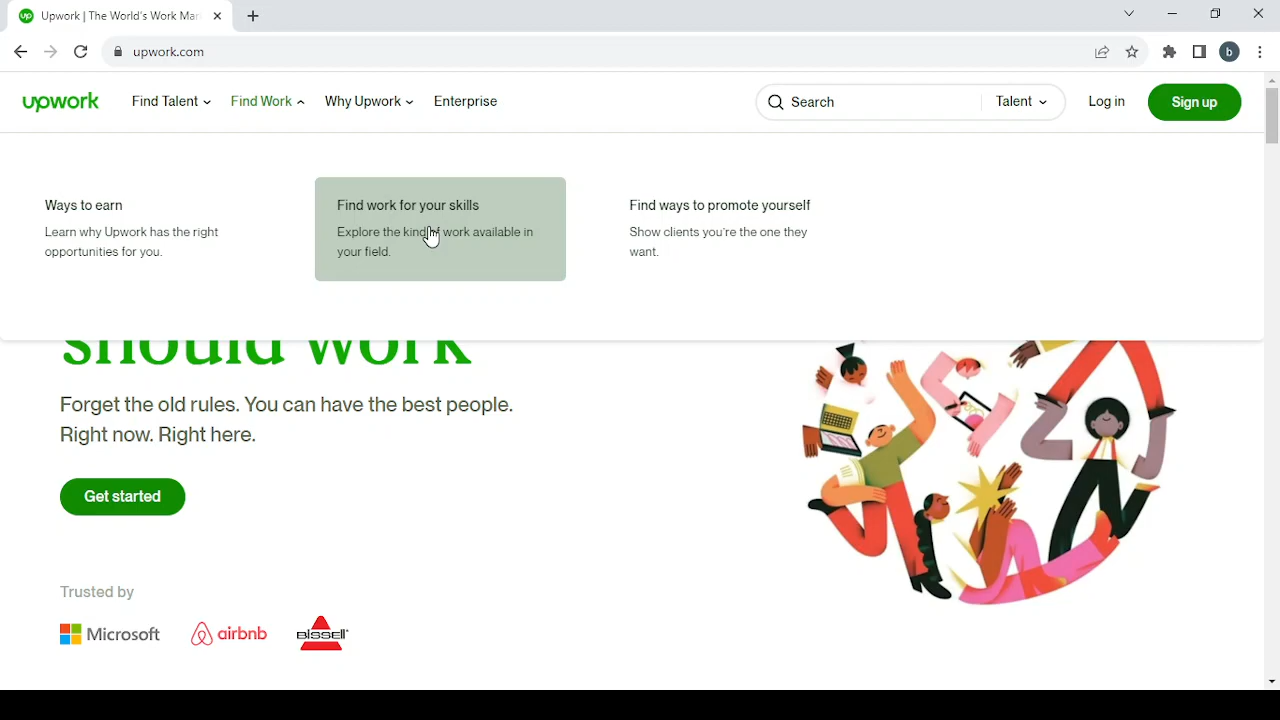 Upwork | The World's Work Mar
upwork.com
b
upwork
Find Talent
Find Work
Why Upwork
Enterprise
Search
Talent
Log in
Sign up
Ways to earn
Learn why Upwork has the right
opportunities for you.
Find work for your skills
Explore the kind of work available in
your field.
Find ways to promote yourself
Show clients you're the one they
want.
should work
Forget the old rules. You can have the best people.
Right now. Right here.
Get started
Trusted by
Microsoft
airbnb
BISSELL